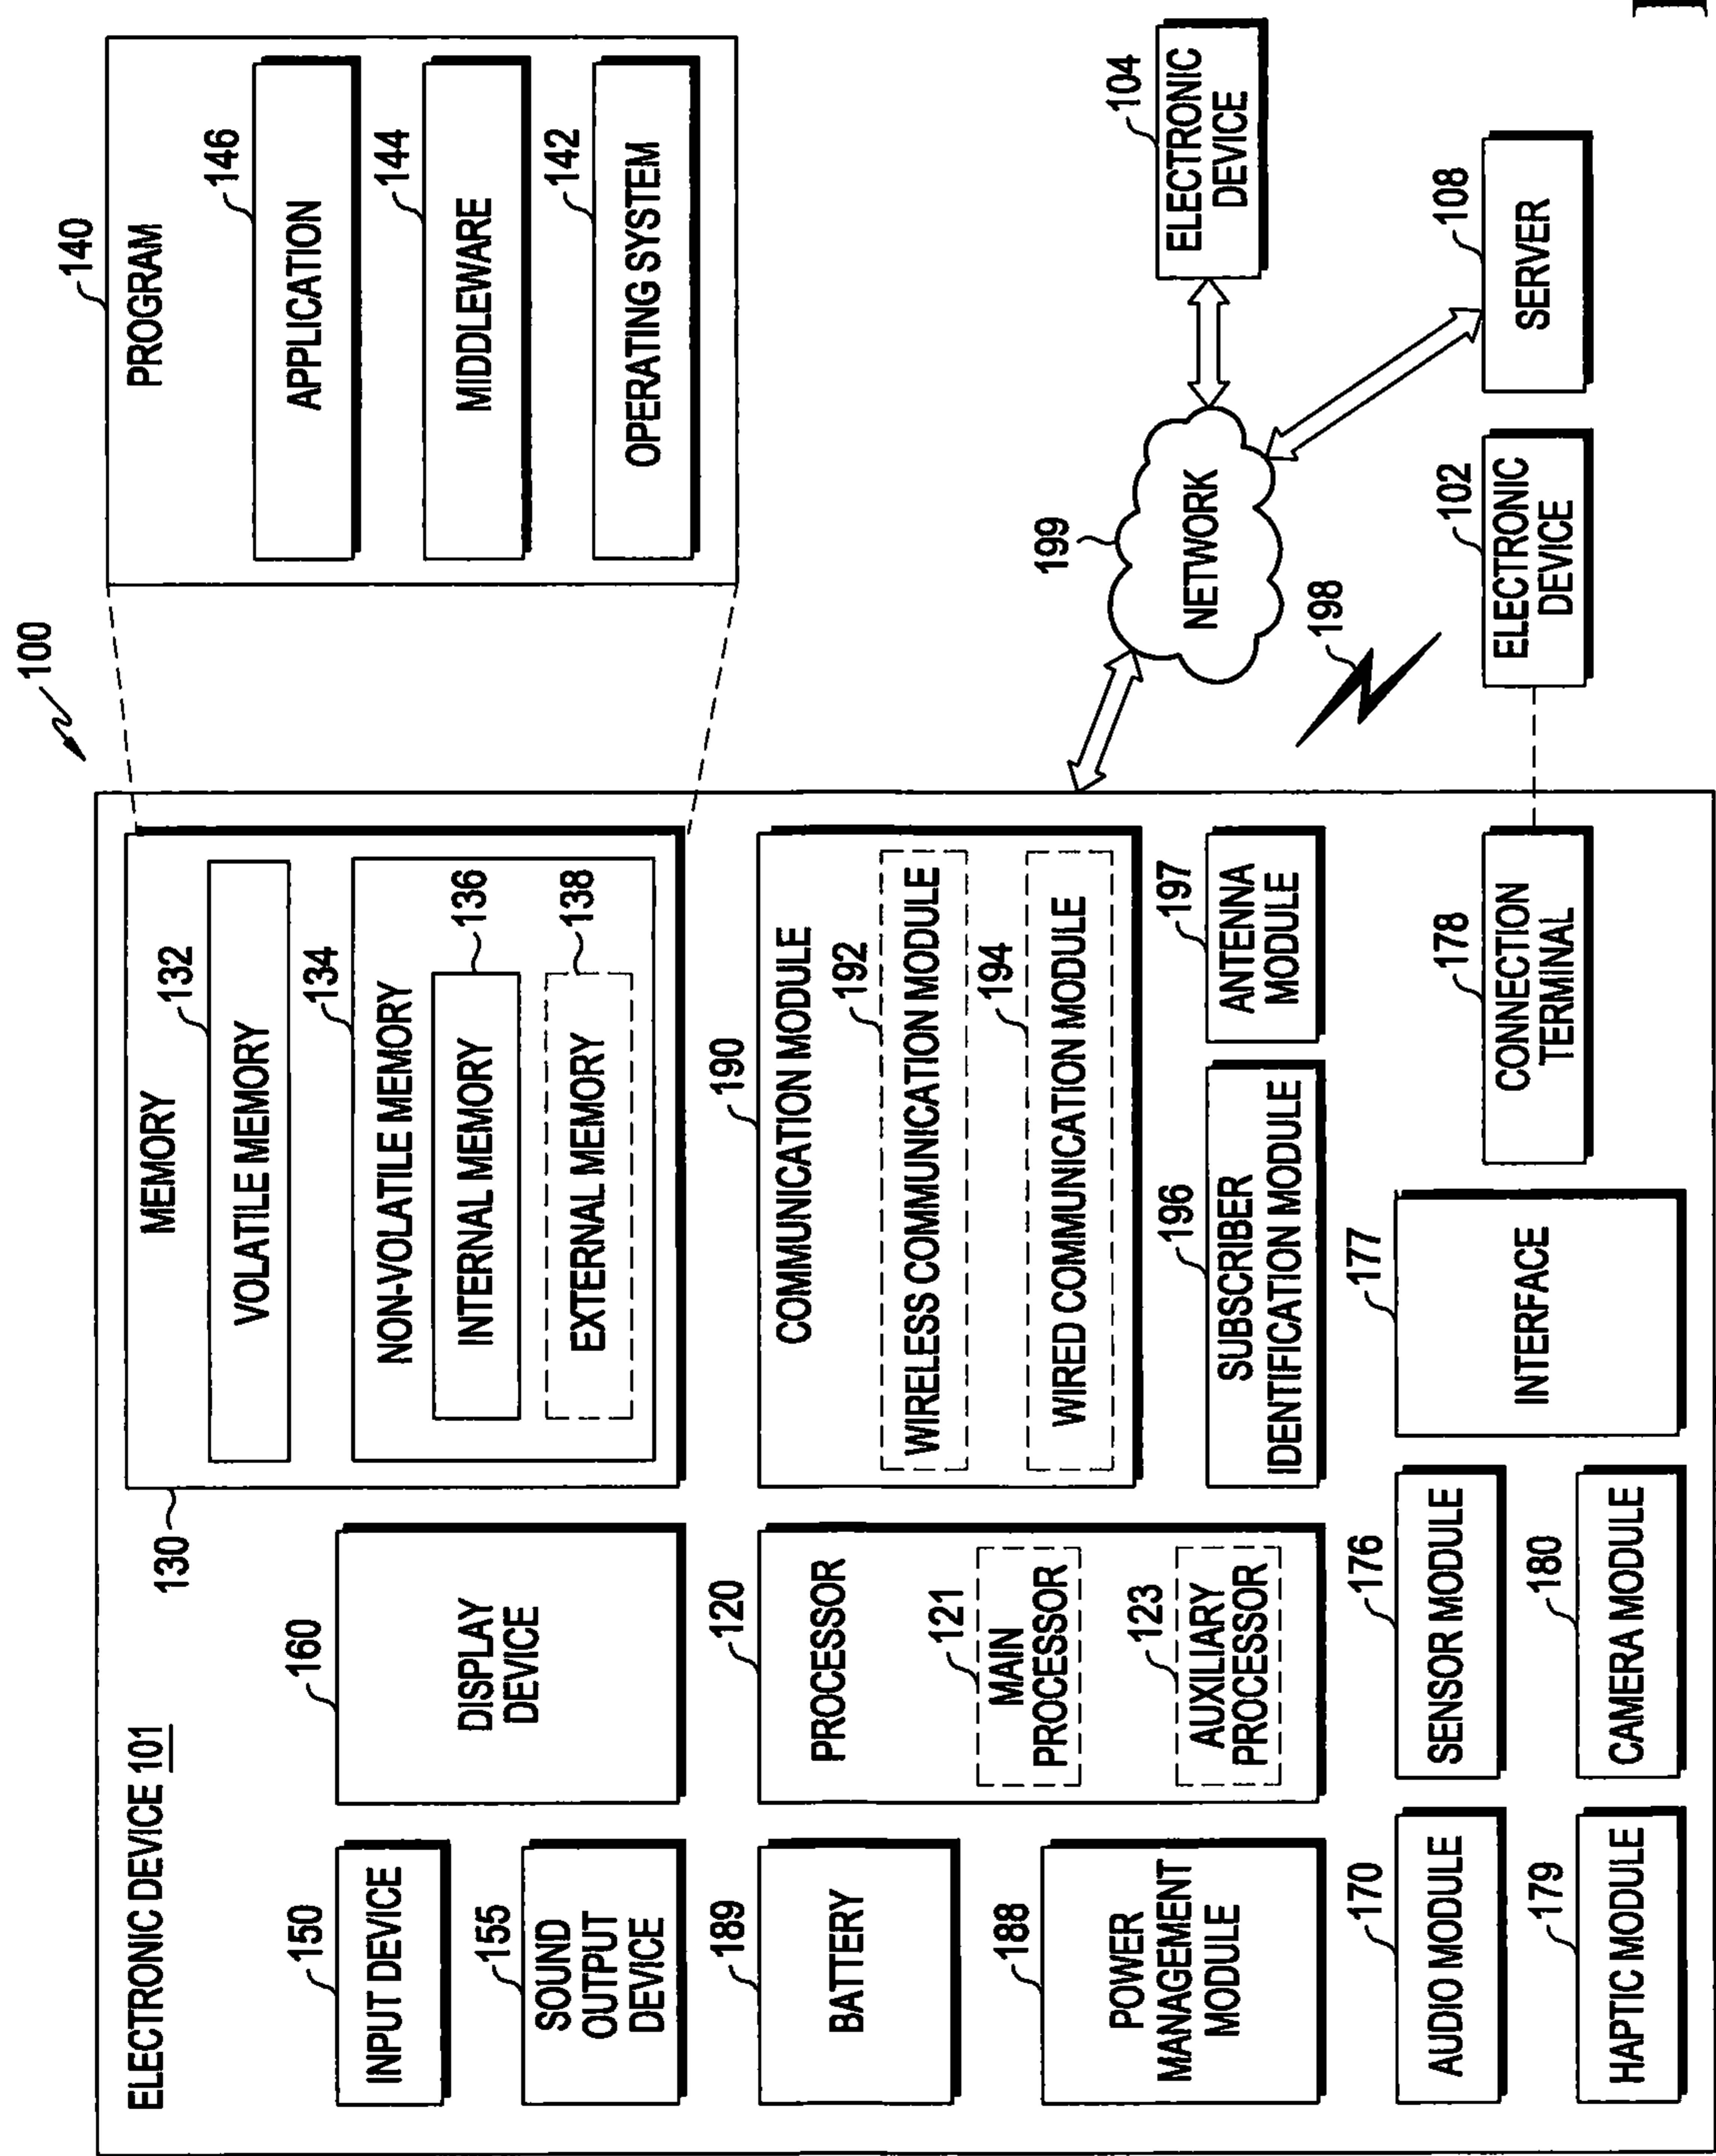 100
ELECTRONIC DEVICE 101
150
INPUT DEVICE
155
SOUND
OUTPUT
DEVICE
160
DISPLAY
DEVICE
130
MEMORY
132
VOLATILE MEMORY
134
NON-VOLATILE MEMORY
136
INTERNAL MEMORY
138
EXTERNAL MEMORY
140
PROGRAM
146
APPLICATION
144
MIDDLEWARE
142
OPERATING SYSTEM
189
BATTERY
188
POWER
MANAGEMENT
MODULE
120
PROCESSOR
121
MAIN
PROCESSOR
123
AUXILIARY
PROCESSOR
190
COMMUNICATION MODULE
192
WIRELESS COMMUNICATION MODULE
194
WIRED COMMUNICATION MODULE
196
SUBSCRIBER
IDENTIFICATION MODULE
197
ANTENNA
MODULE
170
AUDIO MODULE
176
SENSOR MODULE
179
HAPTIC MODULE
180
CAMERA MODULE
177
INTERFACE
178
CONNECTION
TERMINAL
199
NETWORK
198
104
ELECTRONIC
DEVICE
102
ELECTRONIC
DEVICE
108
SERVER